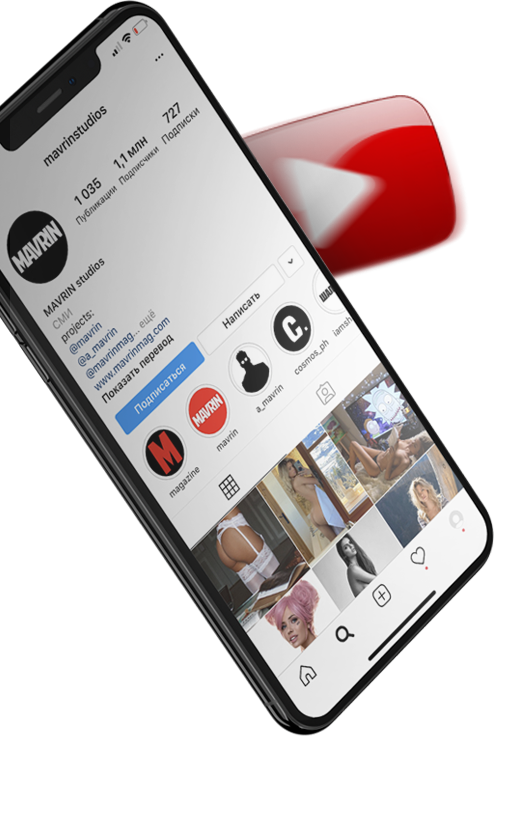 mavrinstudios
1 035
Публикации
1,1 млн
Подписчики
727
Подписки
MAVRIN
MAVRIN studios
СМИ
projects:
@mavrin
@a_mavrin
@mavrinmag... ещё
www.mavrinmag.com
Показать перевод
Подписаться
Написать
M
magazine
MAVRIN
mavrin
a_mavrin
C.
cosmos_ph
iamsh